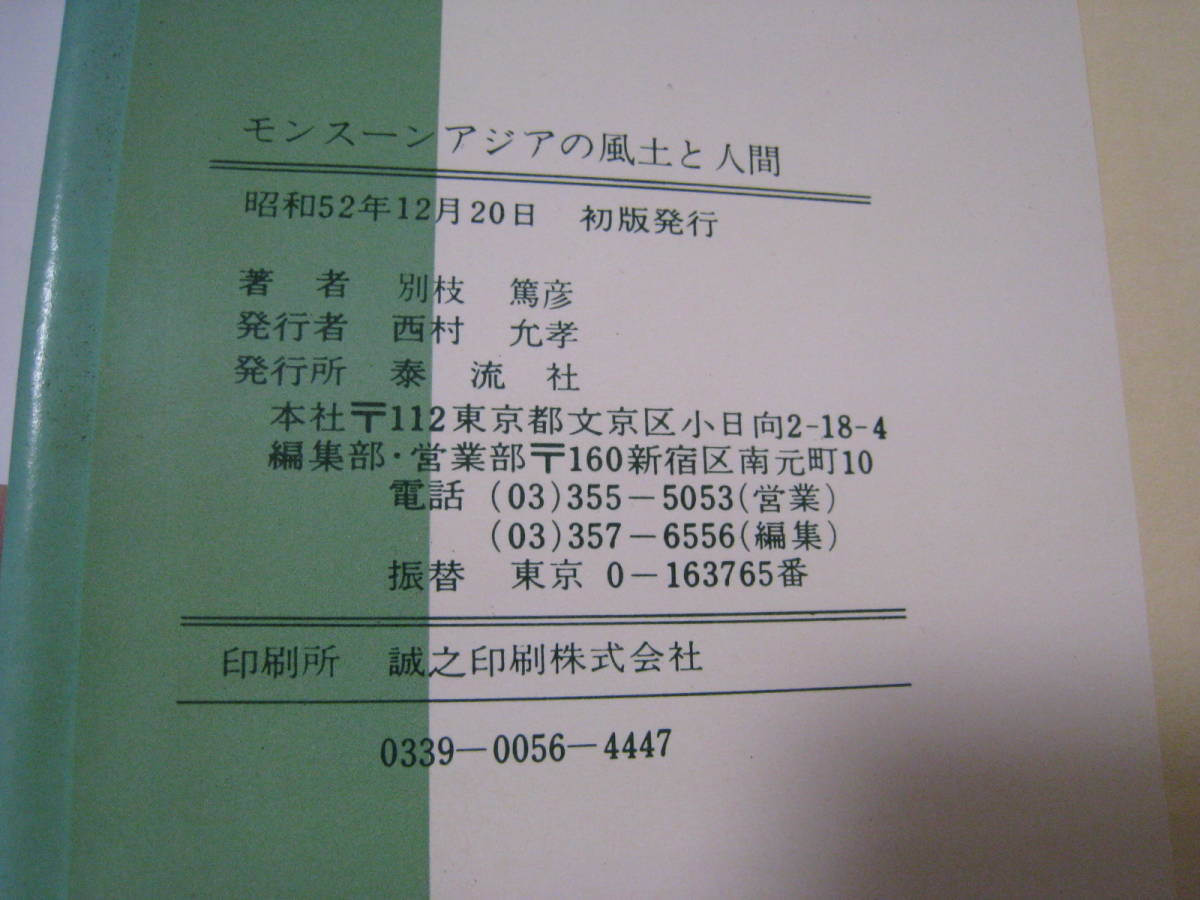 モンスーンアジアの風土と人間
昭和52年12月20日 初版発行
著者 別枝 篤彦
発行者 西村 允孝
発行所 泰流社
本社〒112東京都文京区小日向2-18-4
編集部・営業部〒160新宿区南元町10
電話 (03)355-5053(営業)
(03)357-6556(編集)
振替 東京 0-163765番
印刷所 誠之印刷株式会社
0339-0056-4447